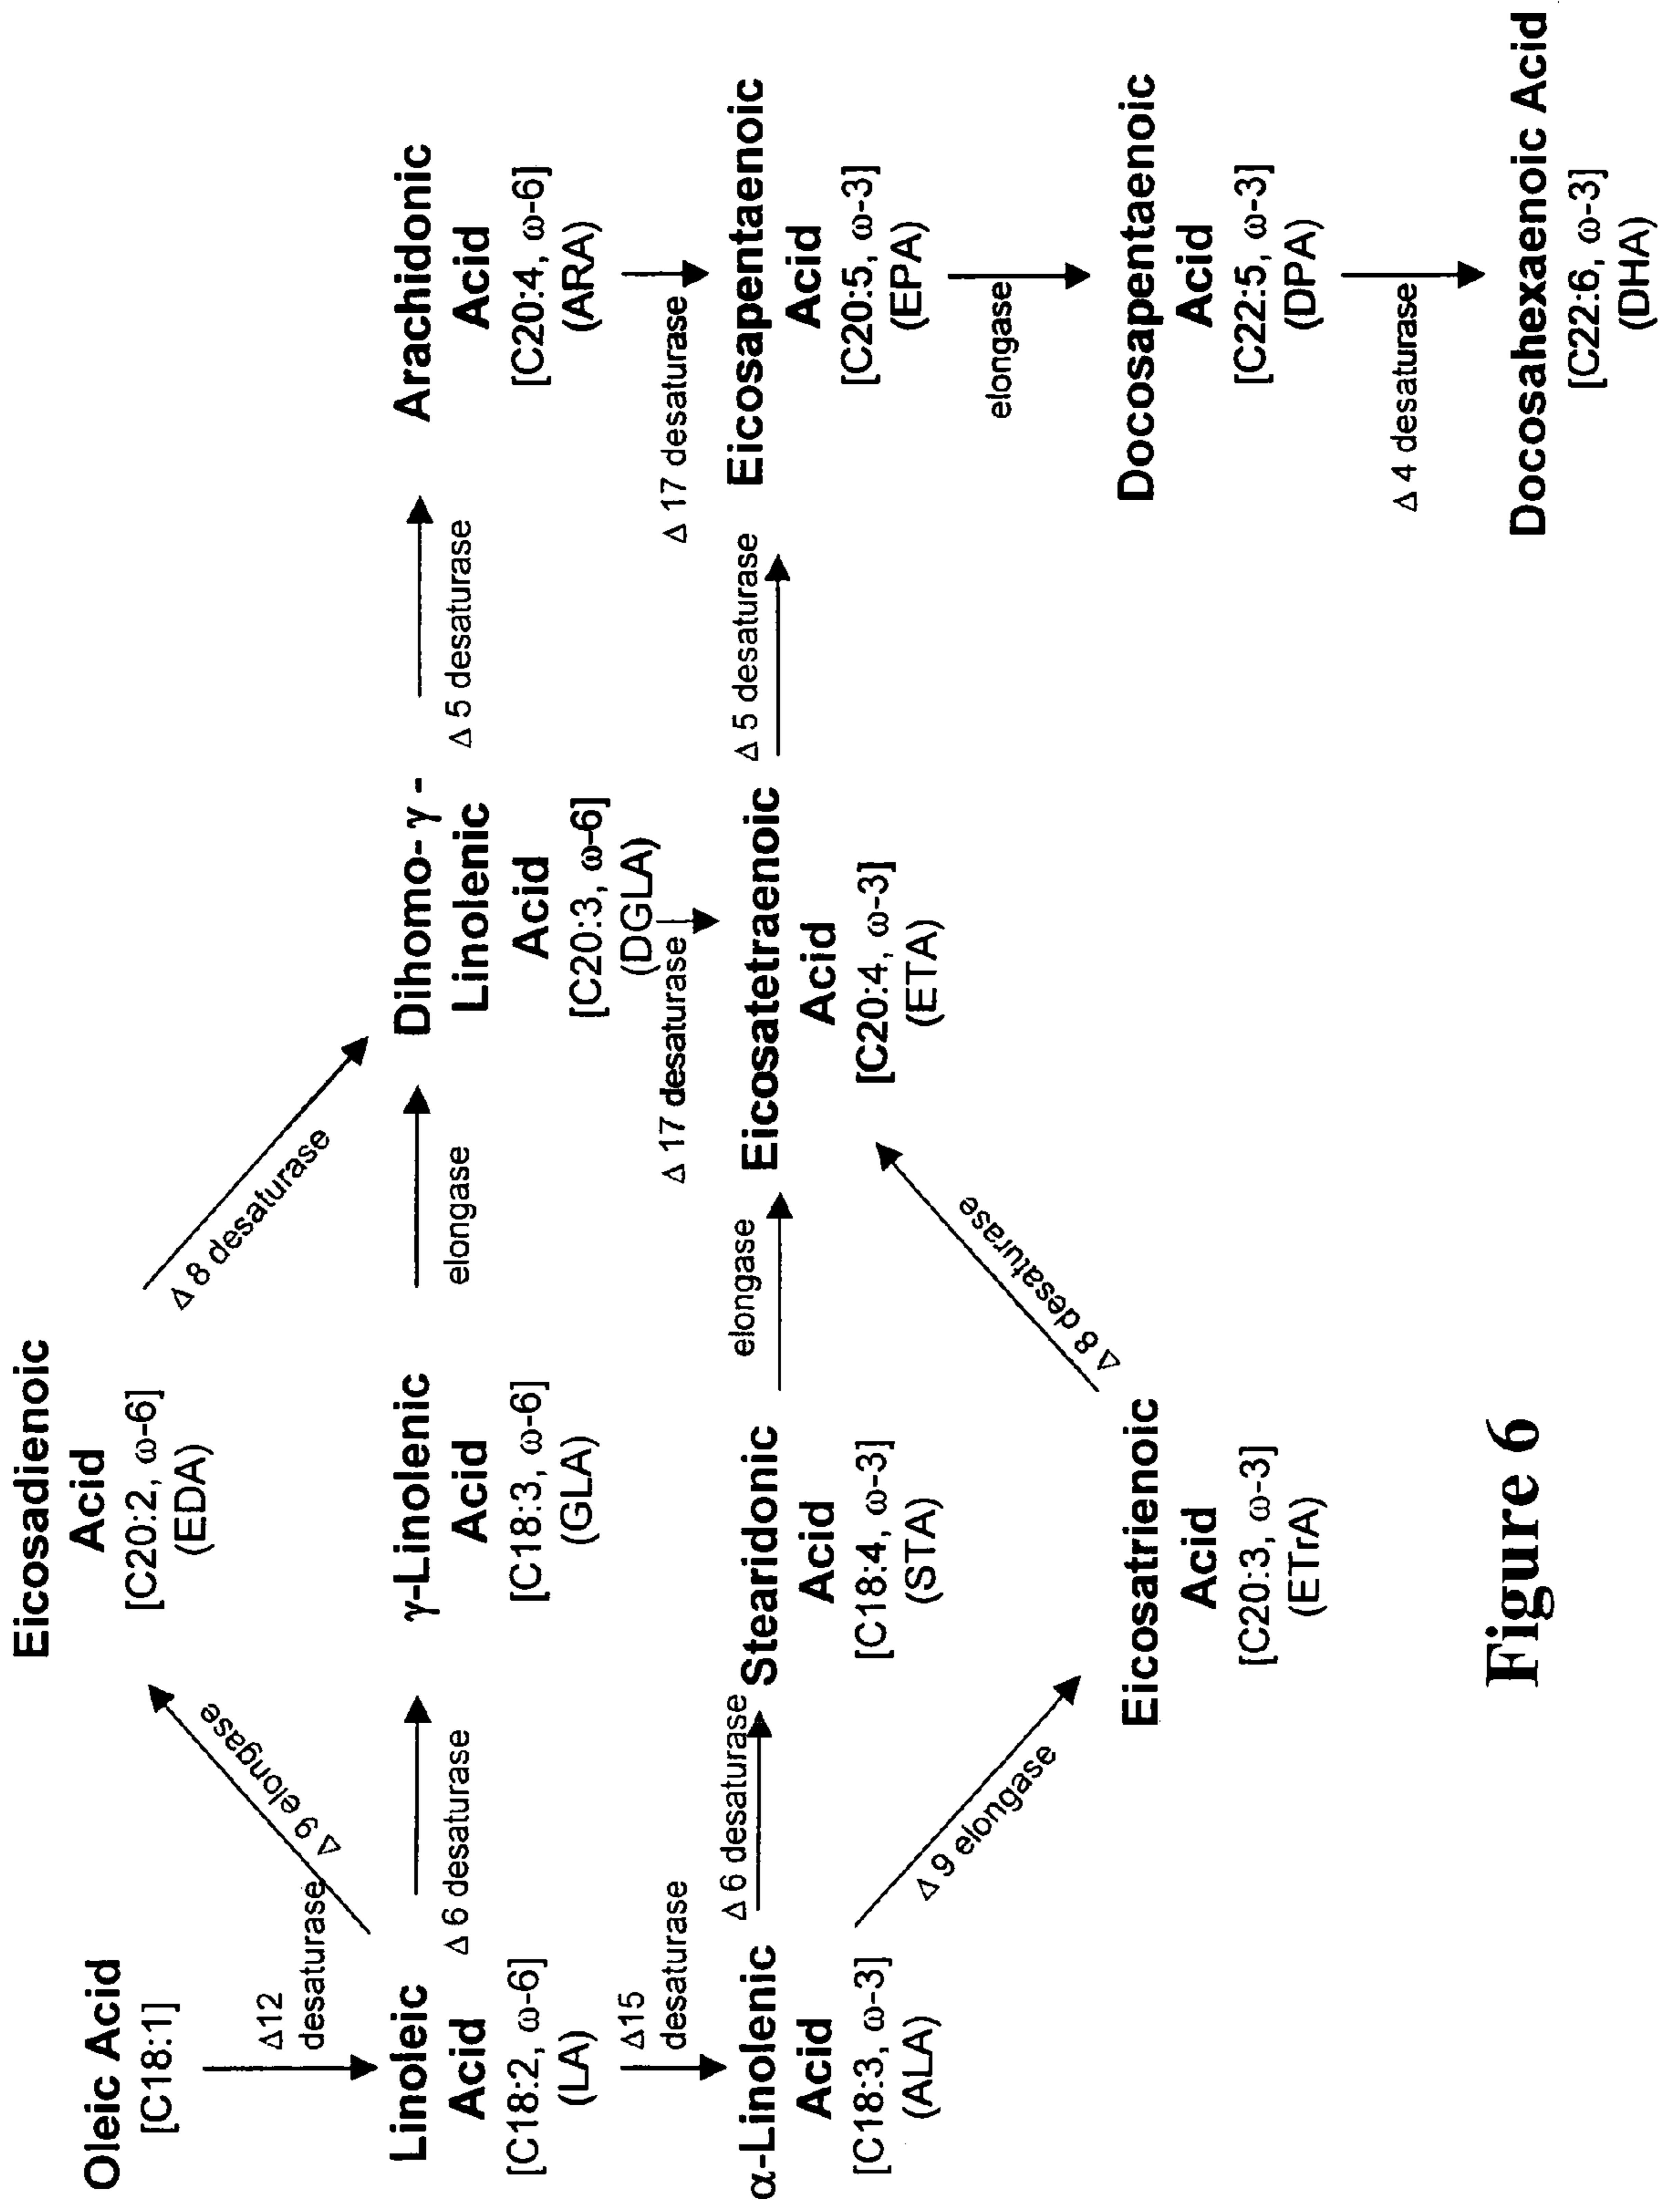 Eicosadienoic
Acid
[C20:2, ω-6]
(EDA)
Oleic Acid
[C18:1]
Δ12
desaturase
Δ 9 elongase
Δ 8 desaturase
Linoleic
Acid
[C18:2, ω-6]
(LA)
Δ 6 desaturase
γ-Linolenic
Acid
[C18:3, ω-6]
(GLA)
elongase
Dihomo- γ -
Linolenic
Acid
[C20:3, ω-6]
(DGLA)
Δ 5 desaturase
Arachidonic
Acid
[C20:4, ω-6]
(ARA)
Δ15
desaturase
Δ 17 desaturase
Δ 17 desaturase
α-Linolenic
Acid
[C18:3, ω-3]
(ALA)
Δ 6 desaturase
Stearidonic
Acid
[C18:4, ω-3]
(STA)
elongase
Eicosatetraenoic
Acid
[C20:4, ω-3]
(ETA)
Δ 5 desaturase
Eicosapentaenoic
Acid
[C20:5, ω-3]
(EPA)
Δ 9 elongase
Δ 8 desaturase
elongase
Eicosatrienoic
Acid
[C20:3, ω-3]
(ETrA)
Docosapentaenoic
Acid
[C22:5, ω-3]
(DPA)
Δ 4 desaturase
Docosahexaenoic Acid
[C22:6, ω-3]
(DHA)
Figure 6